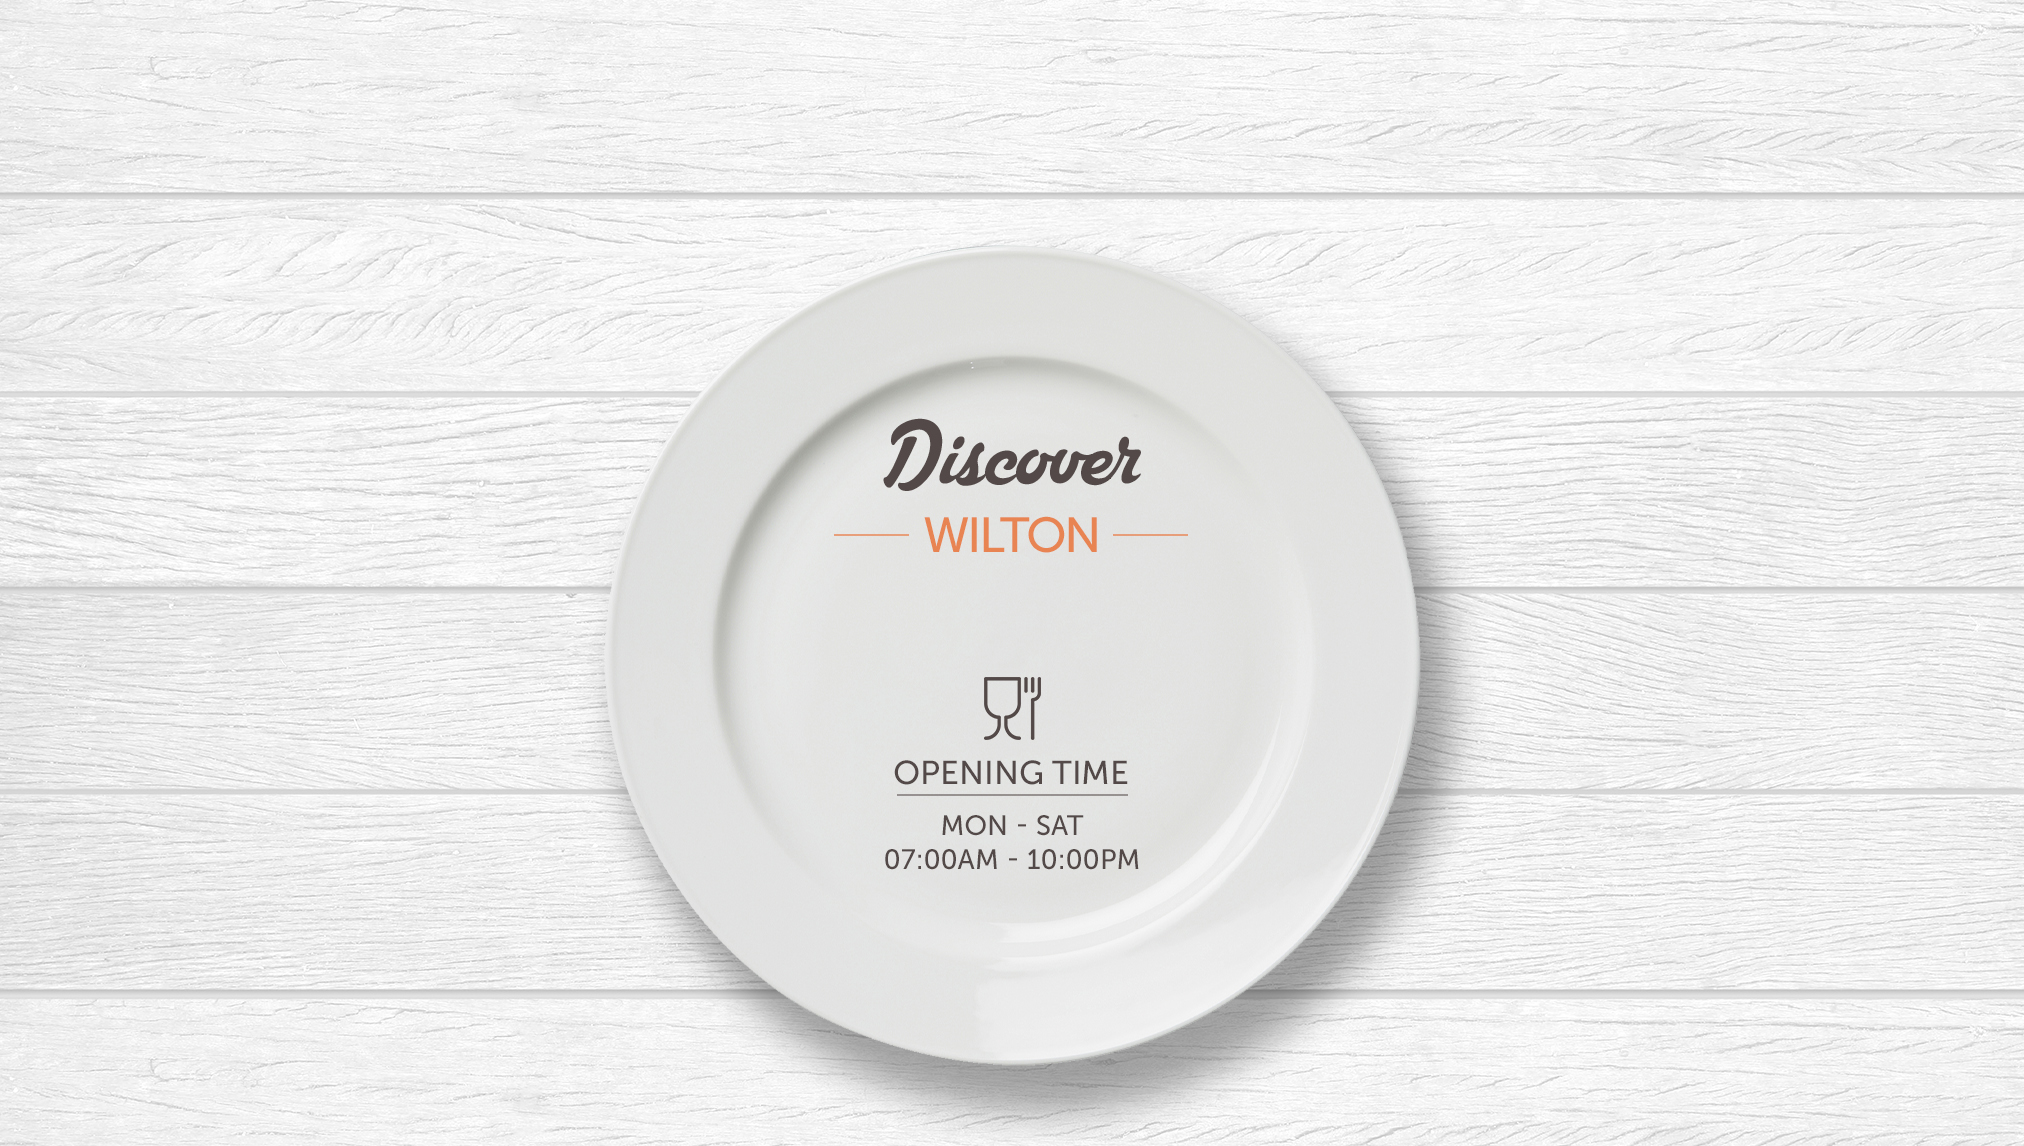 Discover
WILTON
OPENING TIME
MON - SAT
07:00AM - 10:00PM